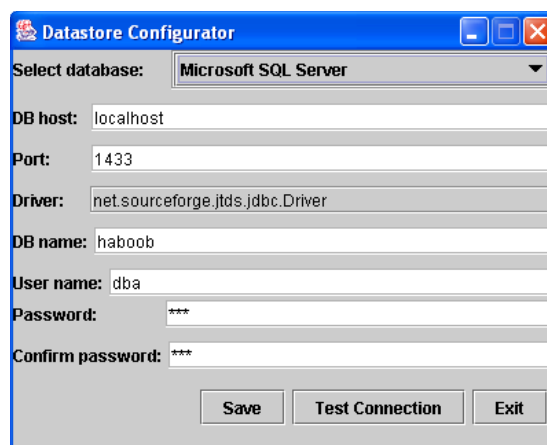 Datastore Configurator
Select database: Microsoft SQL Server
DB host: localhost
Port: 1433
Driver: net.sourceforge.jtds.jdbc.Driver
DB name: haboob
User name: dba
Password: ***
Confirm password: ***
Save Test Connection Exit